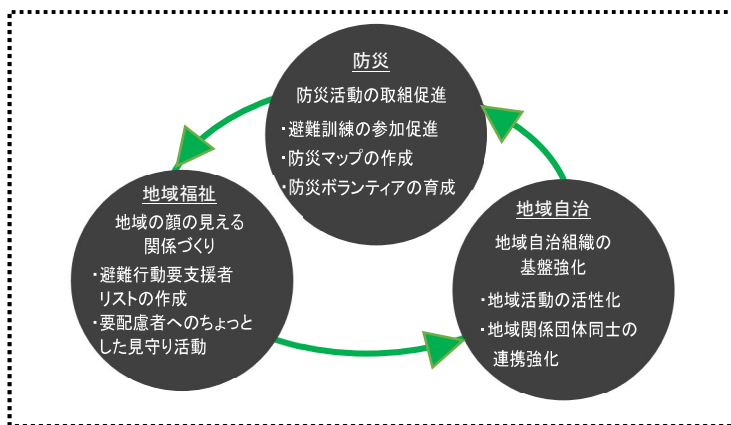 防災
防災活動の取組促進
・避難訓練の参加促進
・防災マップの作成
・防災ボランティアの育成
地域福祉
地域の顔の見える
関係づくり
・避難行動要支援者
リストの作成
・要配慮者へのちょっと
した見守り活動
地域自治
地域自治組織の
基盤強化
・地域活動の活性化
・地域関係団体同士の
連携強化